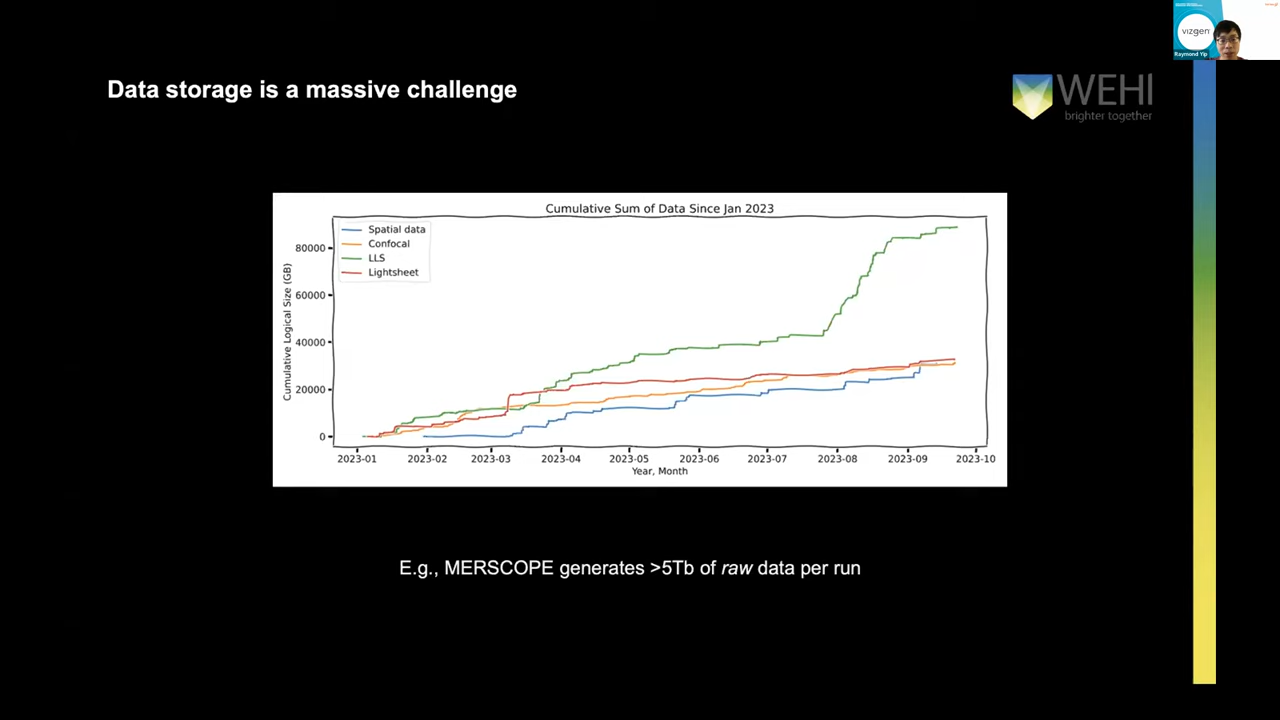 vizgen
Raymond Yip
Data storage is a massive challenge
WEHI
brighter together
Cumulative Sum of Data Since Jan 2023
Spatial data
Confocal
LLS
Lightsheet
Cumulative Logical Size (GB)
80000
60000
40000
20000
0
2023-01 2023-02 2023-03 2023-04 2023-05 2023-06 2023-07 2023-08 2023-09 2023-10
Year, Month
E.g., MERSCOPE generates >5Tb of raw data per run